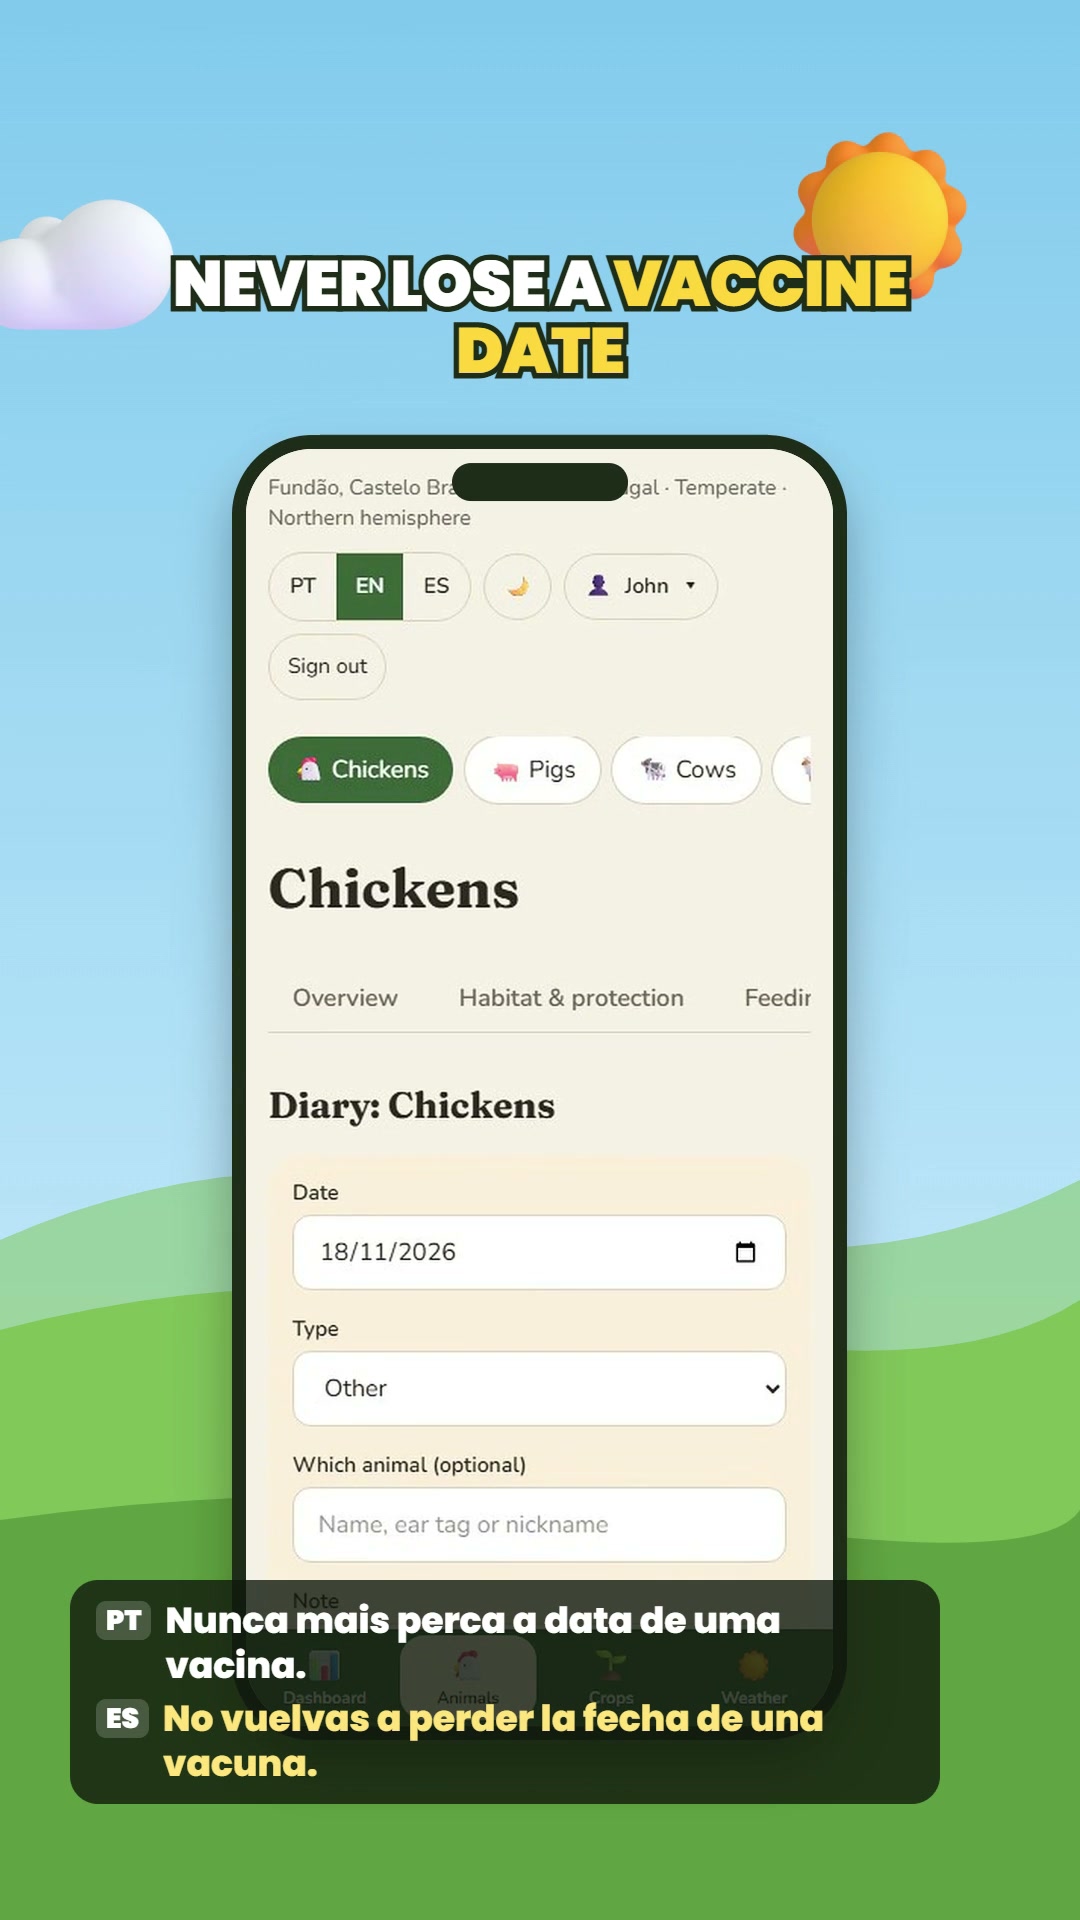 NEVER LOSE A VACCINE
DATE
Fundão, Castelo Bra gal · Temperate ·
Northern hemisphere
PT EN ES John
Sign out
Chickens Pigs Cows
Chickens
Overview Habitat & protection Feedin
Diary: Chickens
Date
18/11/2026
Type
Other
Which animal (optional)
Name, ear tag or nickname
Note
PT Nunca mais perca a data de uma
vacina.
Dashboard Animals Crops Weather
ES No vuelvas a perder la fecha de una
vacuna.